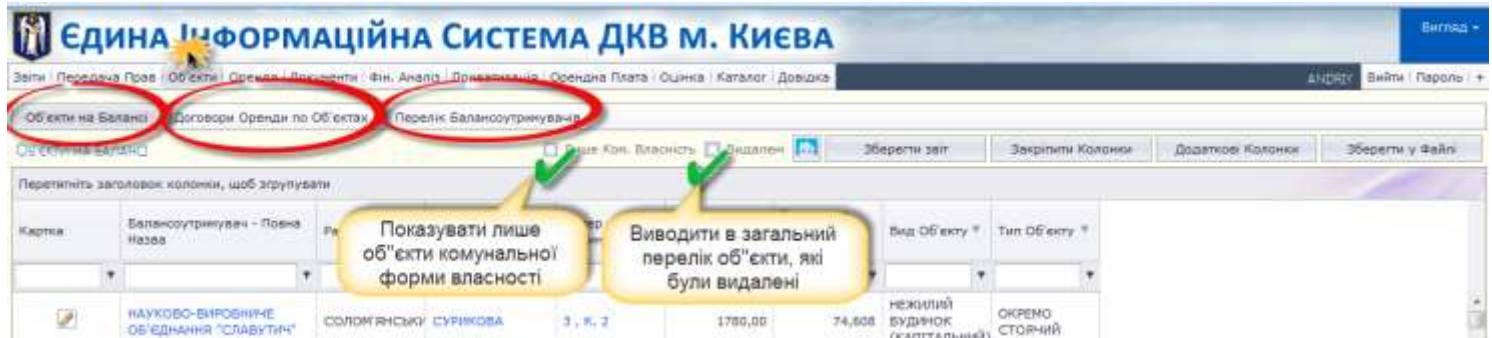 Єдина Інформаційна Система ДКВ м. Києва
Вигляд
Звіти Передача Прав Об'єкти Оренда Документи Фін. Аналіз Приватизація Орендна Плата Оцінка Каталог Довідка ANDRIY Вийти Пароль +
Об'єкти на Балансі Договори Оренди по Об'єктах Перелік Балансоутримувачів
Об'єкти на Балансі Лише Ком. Власність Видалені Зберегти звіт Закріпити Колонки Додаткові Колонки Зберегти у Файлі
Перетягніть заголовок колонки, щоб згрупувати
Картка Балансоутримувач - Повна Назва Вид Об'єкту Тип Об'єкту
Показувати лише
об"єкти комунальної
форми власності
Виводити в загальний
перелік об"єкти, які
були видалені
НАУКОВО-ВИРОБНИЧЕ ОБ'ЄДНАННЯ "СЛАВУТИЧ" СОЛОМ'ЯНСЬКИ СУРИКОВА 3 , К. 2 1780,00 74,608 НЕЖИЛИЙ БУДИНОК (КАПІТАЛЬНИЙ) ОКРЕМО СТОЯЧИЙ